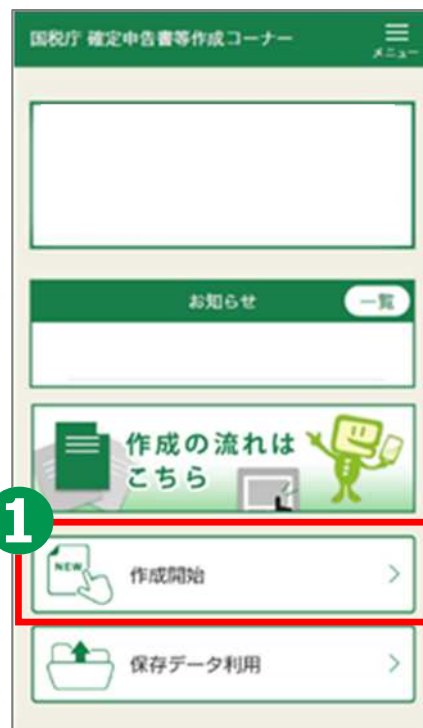 国税庁 確定申告書等作成コーナー
メニュー
お知らせ
一覧
作成の流れは
こちら
1
NEW
作成開始
保存データ利用